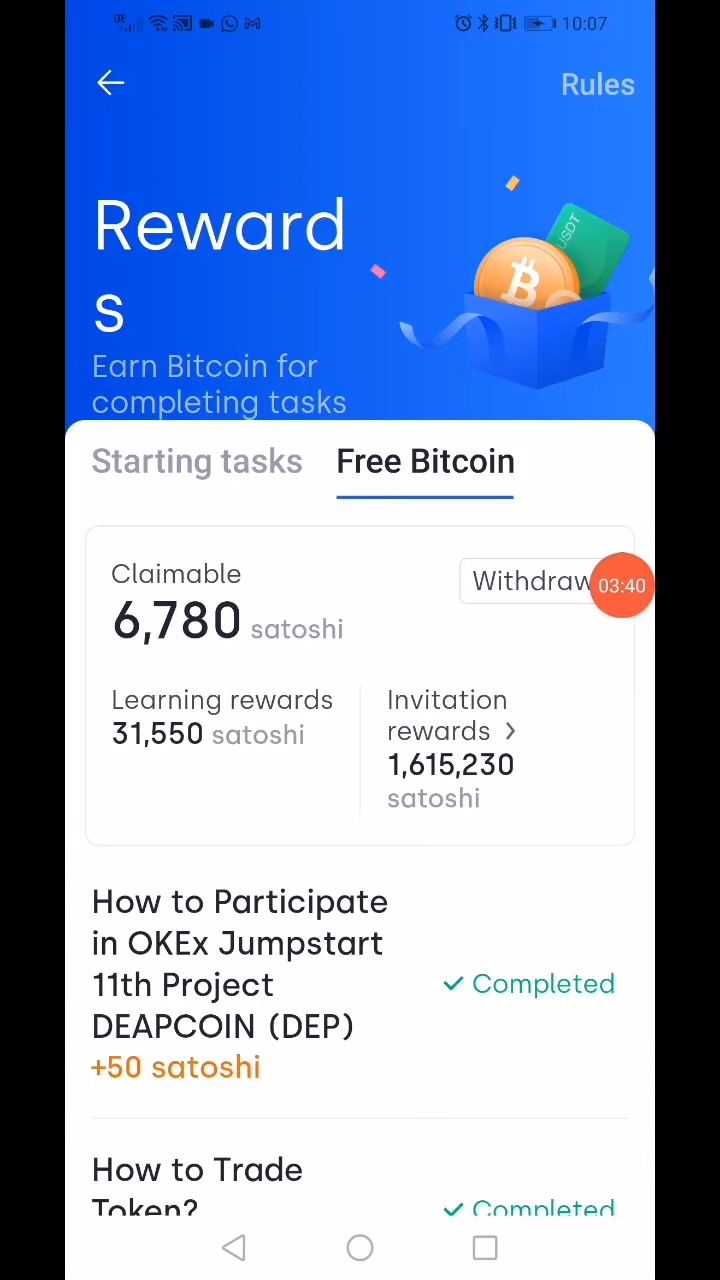 LTE 10:07
Rules
Reward
s
USDT
Earn Bitcoin for
completing tasks
Starting tasks Free Bitcoin
Claimable
Withdraw 03:40
6,780 satoshi
Learning rewards
31,550 satoshi
Invitation
rewards >
1,615,230
satoshi
How to Participate
in OKEx Jumpstart
11th Project
DEAPCOIN (DEP)
✓ Completed
+50 satoshi
How to Trade
Token?
✓ Completed